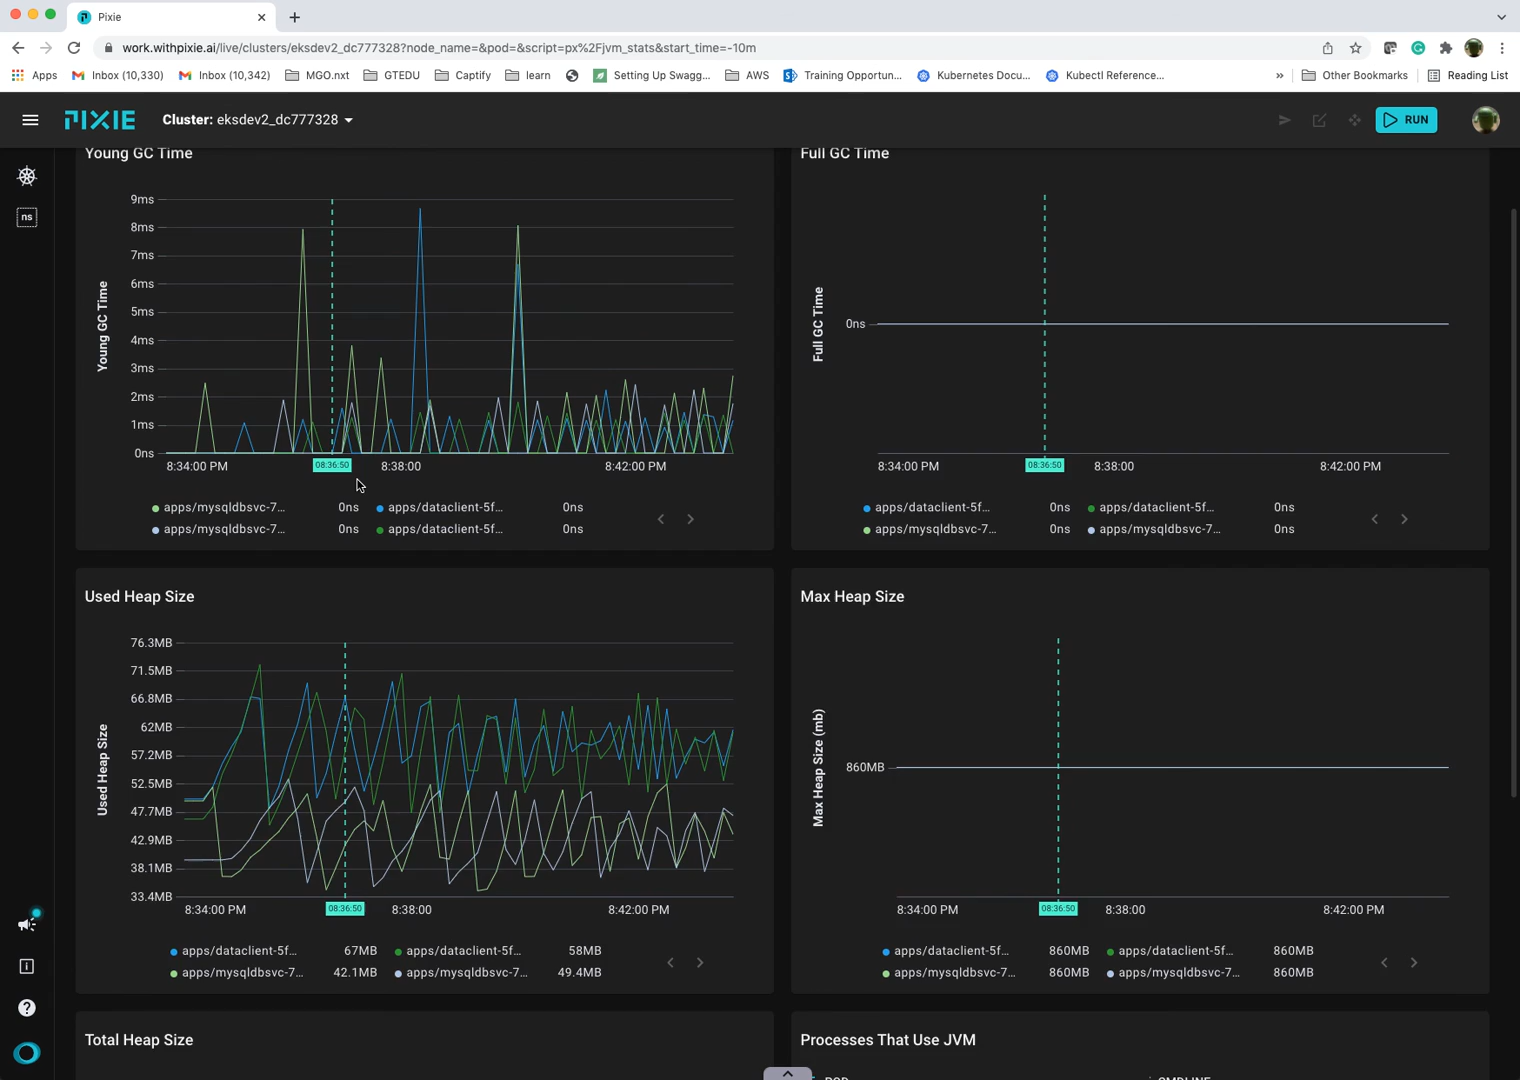 Pixie
work.withpixie.ai/live/clusters/eksdev2_dc777328?node_name=&pod=&script=px%2Fjvm_stats&start_time=-10m
Apps
Inbox (10,330)
Inbox (10,342)
MGO.nxt
GTEDU
Captify
learn
Setting Up Swagg...
AWS
Training Opportun...
Kubernetes Docu...
Kubectl Reference...
»
Other Bookmarks
Reading List
PIXIE
Cluster: eksdev2_dc777328
RUN
ns
Young GC Time
9ms
8ms
7ms
6ms
5ms
4ms
3ms
2ms
1ms
0ns
Young GC Time
8:34:00 PM
08:36:50
8:38:00
8:42:00 PM
apps/mysqldbsvc-7... 0ns
apps/dataclient-5f... 0ns
apps/mysqldbsvc-7... 0ns
apps/dataclient-5f... 0ns
Full GC Time
0ns
Full GC Time
8:34:00 PM
08:36:50
8:38:00
8:42:00 PM
apps/dataclient-5f... 0ns
apps/dataclient-5f... 0ns
apps/mysqldbsvc-7... 0ns
apps/mysqldbsvc-7... 0ns
Used Heap Size
76.3MB
71.5MB
66.8MB
62MB
57.2MB
52.5MB
47.7MB
42.9MB
38.1MB
33.4MB
Used Heap Size
8:34:00 PM
08:36:50
8:38:00
8:42:00 PM
apps/dataclient-5f... 67MB
apps/dataclient-5f... 58MB
apps/mysqldbsvc-7... 42.1MB
apps/mysqldbsvc-7... 49.4MB
Max Heap Size
860MB
Max Heap Size (mb)
8:34:00 PM
08:36:50
8:38:00
8:42:00 PM
apps/dataclient-5f... 860MB
apps/dataclient-5f... 860MB
apps/mysqldbsvc-7... 860MB
apps/mysqldbsvc-7... 860MB
Total Heap Size
Processes That Use JVM